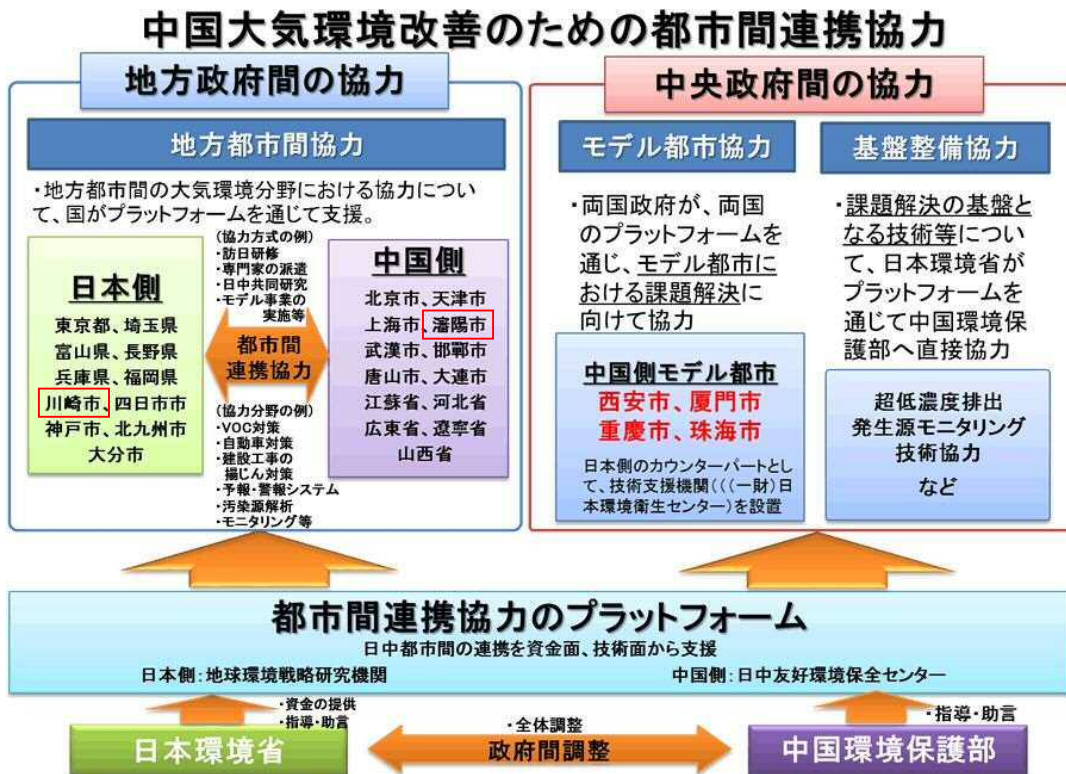 中国大気環境改善のための都市間連携協力
地方政府間の協力
地方都市間協力
・地方都市間の大気環境分野における協力につい
て、国がプラットフォームを通じて支援。
日本側
東京都、埼玉県
富山県、長野県
兵庫県、福岡県
川崎市、四日市市
神戸市、北九州市
大分市
(協力方式の例)
・訪日研修
・専門家の派遣
・日中共同研究
・モデル事業の
実施等
都市間
連携協力
(協力分野の例)
・VOC対策
・自動車対策
・建設工事の
揚じん対策
・予報・警報システム
・汚染源解析
・モニタリング等
中国側
北京市、天津市
上海市、瀋陽市
武漢市、邯鄲市
唐山市、大連市
江蘇省、河北省
広東省、遼寧省
山西省
中央政府間の協力
モデル都市協力
・両国政府が、両国
のプラットフォームを
通じ、モデル都市に
おける課題解決に
向けて協力
中国側モデル都市
西安市、厦門市
重慶市、珠海市
日本側のカウンターパートとし
て、技術支援機関(((一財)日
本環境衛生センター)を設置
基盤整備協力
・課題解決の基盤と
なる技術等につい
て、日本環境省が
プラットフォームを
通じて中国環境保
護部へ直接協力
超低濃度排出
発生源モニタリング
技術協力
など
都市間連携協力のプラットフォーム
日中都市間の連携を資金面、技術面から支援
日本側:地球環境戦略研究機関
中国側:日中友好環境保全センター
・資金の提供
・指導・助言
日本環境省
・全体調整
政府間調整
・指導・助言
中国環境保護部